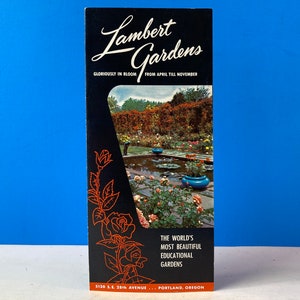 Lambert
Gardens
GLORIOUSLY IN BLOOM FROM APRIL TILL NOVEMBER
THE WORLD'S
MOST BEAUTIFUL
EDUCATIONAL
GARDENS
5120 S.E. 28th AVENUE ... PORTLAND, OREGON